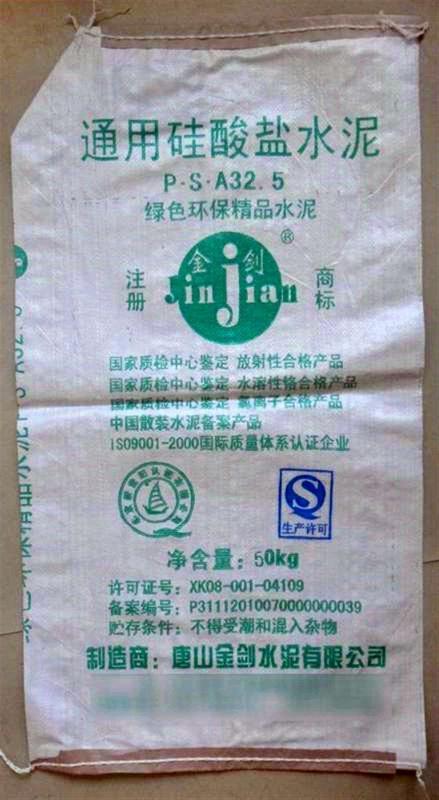 通用硅酸盐水泥
P·S·A32.5
绿色环保精品水泥
®
金剑
注册
JinJian
商标
国家质检中心鉴定 放射性合格产品
国家质检中心鉴定 水溶性铬合格产品
国家质检中心鉴定 氯离子合格产品
中国散装水泥备案产品
ISO9001-2000国际质量体系认证企业
S
生产许可
净含量：50kg
许可证号：XK08-001-04109
备案编号：P31112010070000000039
贮存条件：不得受潮和混入杂物
制造商：唐山金剑水泥有限公司